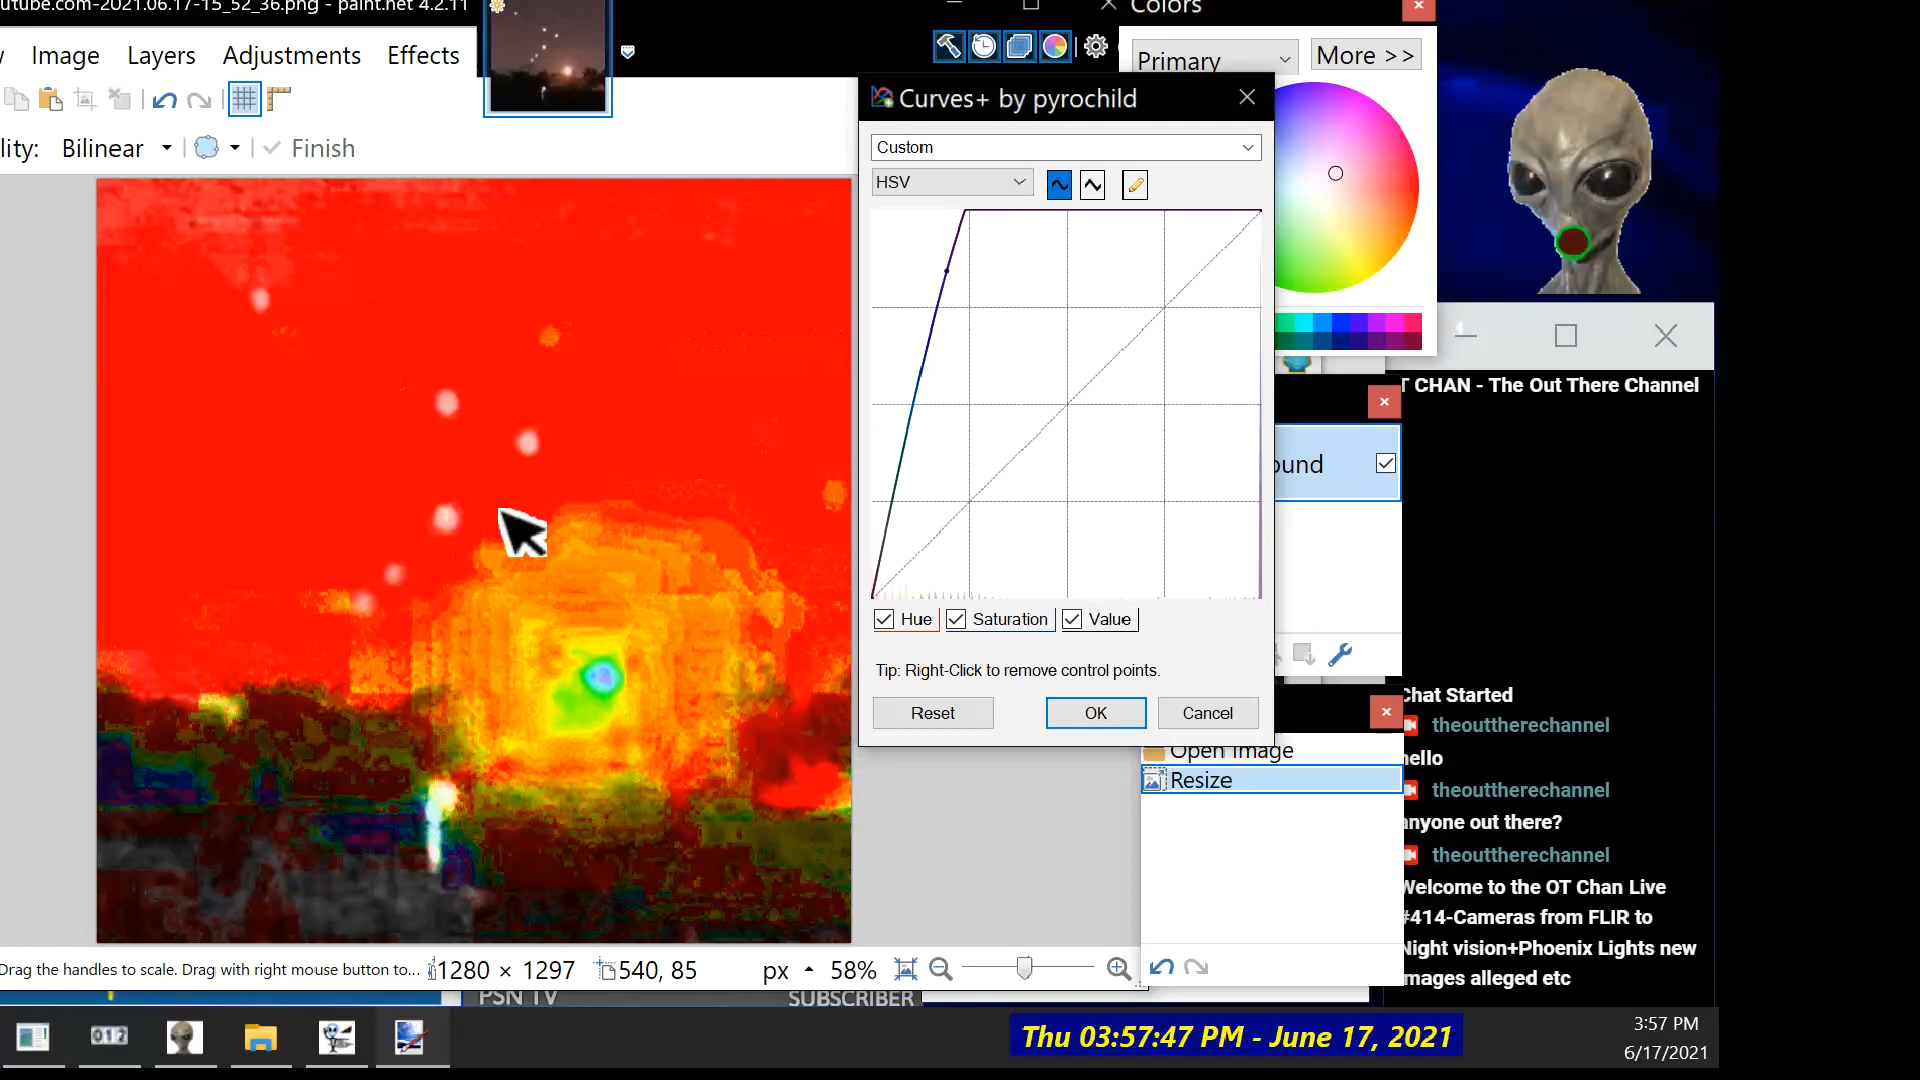 utube.com-2021.06.17-15_52_36.png - paint.net 4.2.11
Image Layers Adjustments Effects
lity: Bilinear Finish
Colors
Primary More >>
Curves+ by pyrochild
Custom
HSV
Hue Saturation Value
Tip: Right-Click to remove control points.
Reset OK Cancel
ound
Open Image
Resize
T CHAN - The Out There Channel
Chat Started
theouttherechannel
hello
theouttherechannel
anyone out there?
theouttherechannel
Welcome to the OT Chan Live
#414-Cameras from FLIR to
Night vision+Phoenix Lights new
images alleged etc
Drag the handles to scale. Drag with right mouse button to... 1280 × 1297 540, 85 px 58%
PSN TV SUBSCRIBER
012
Thu 03:57:47 PM - June 17, 2021
3:57 PM
6/17/2021